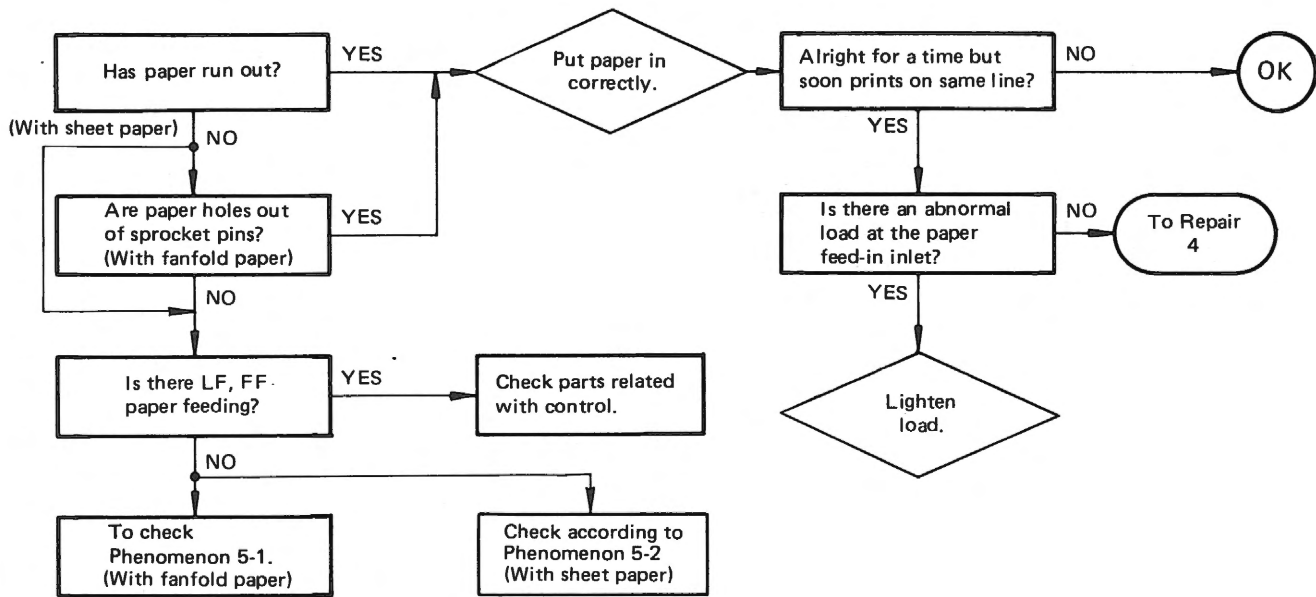 Has paper run out?
YES
Put paper in
correctly.
Alright for a time but
soon prints on same line?
NO
OK
(With sheet paper)
NO
YES
Are paper holes out
of sprocket pins?
(With fanfold paper)
YES
Is there an abnormal
load at the paper
feed-in inlet?
NO
To Repair
4
NO
YES
Is there LF, FF
paper feeding?
YES
Check parts related
with control.
Lighten
load.
NO
To check
Phenomenon 5-1.
(With fanfold paper)
Check according to
Phenomenon 5-2
(With sheet paper)